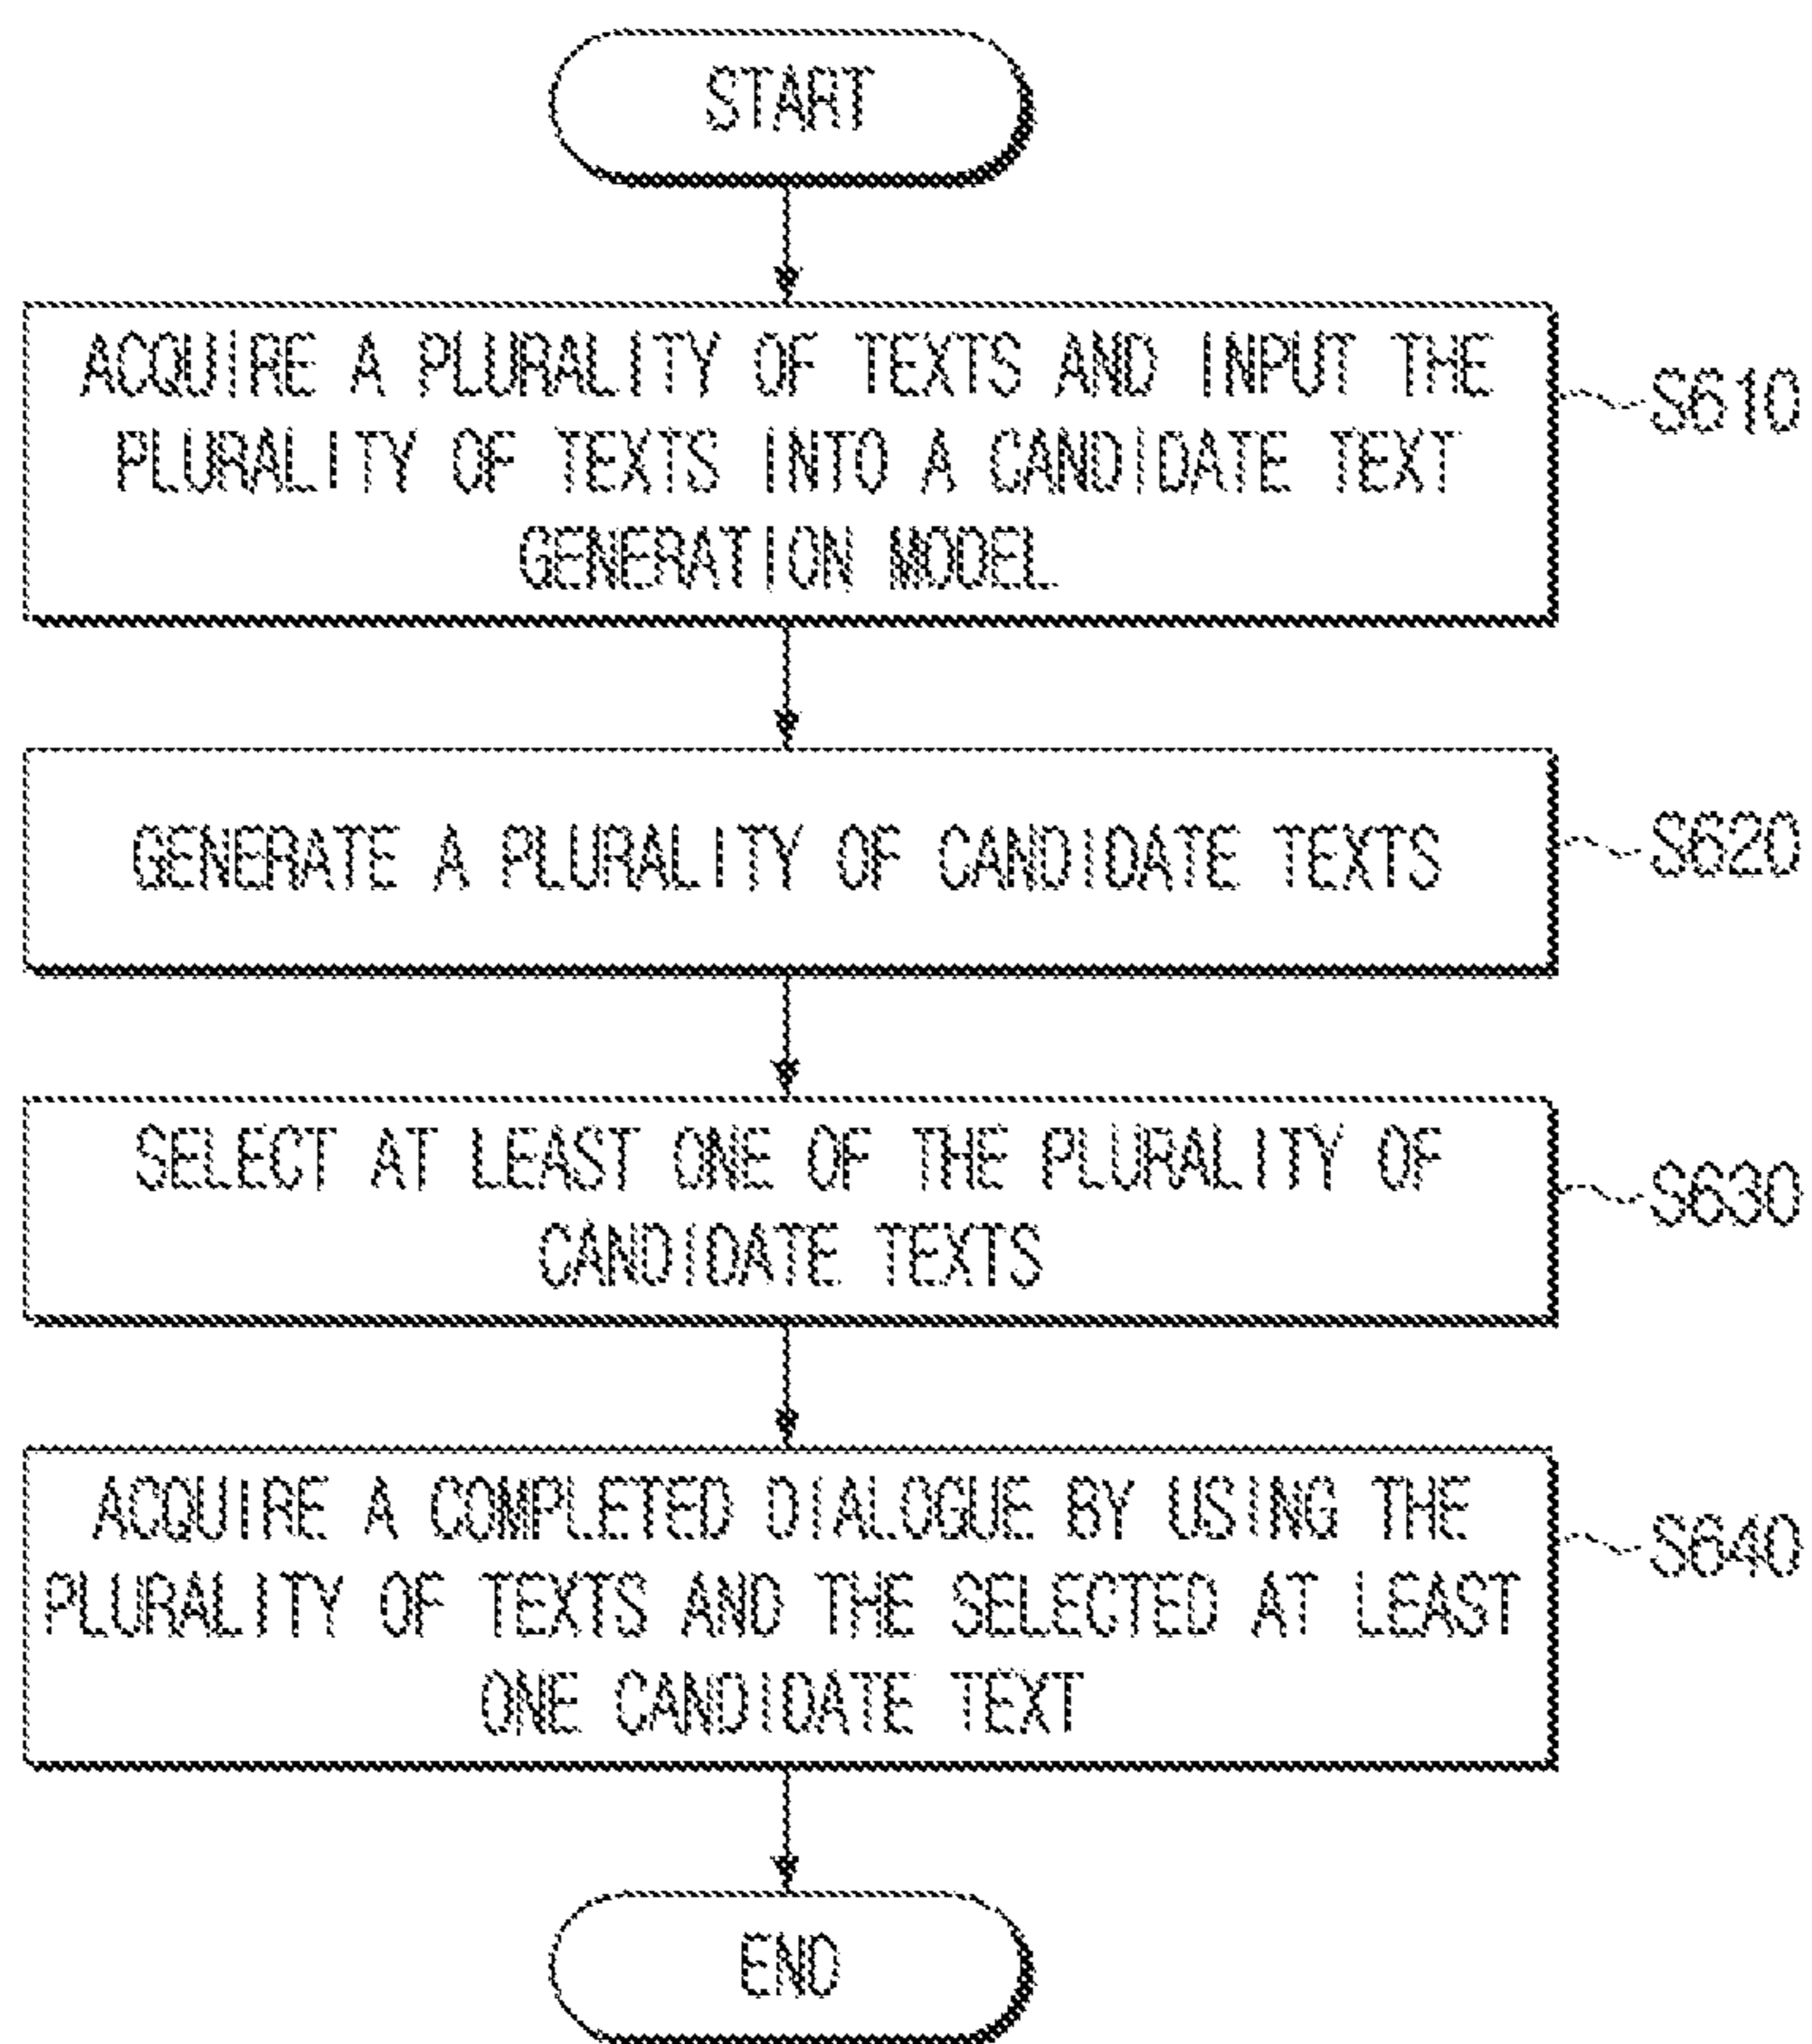 START
ACQUIRE A PLURALITY OF TEXTS AND INPUT THE
PLURALITY OF TEXTS INTO A CANDIDATE TEXT
GENERATION MODEL
S610
GENERATE A PLURALITY OF CANDIDATE TEXTS
S620
SELECT AT LEAST ONE OF THE PLURALITY OF
CANDIDATE TEXTS
S630
ACQUIRE A COMPLETED DIALOGUE BY USING THE
PLURALITY OF TEXTS AND THE SELECTED AT LEAST
ONE CANDIDATE TEXT
S640
END